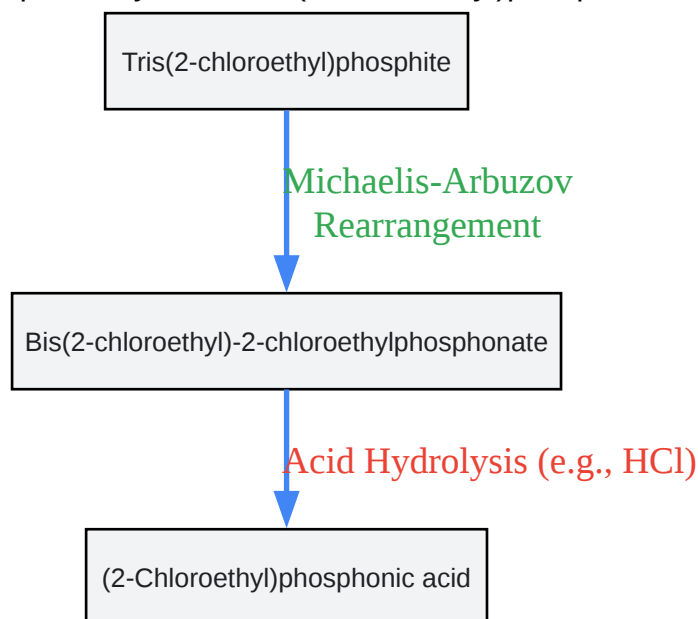 Tris(2-chloroethyl)phosphite
Michaelis-Arbuzov
Rearrangement
Bis(2-chloroethyl)-2-chloroethylphosphonate
Acid Hydrolysis (e.g., HCl)
(2-Chloroethyl)phosphonic acid